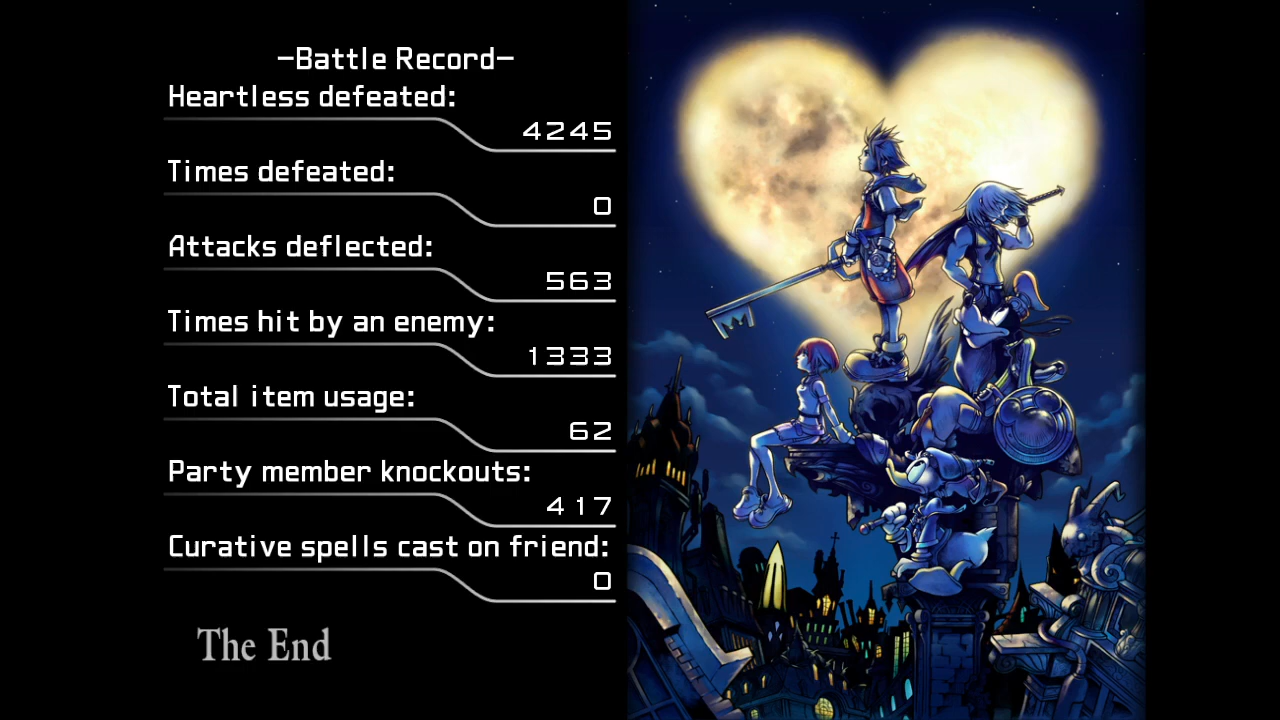 -Battle Record-
Heartless defeated:
4245
Times defeated:
0
Attacks deflected:
563
Times hit by an enemy:
1333
Total item usage:
62
Party member knockouts:
417
Curative spells cast on friend:
0
The End